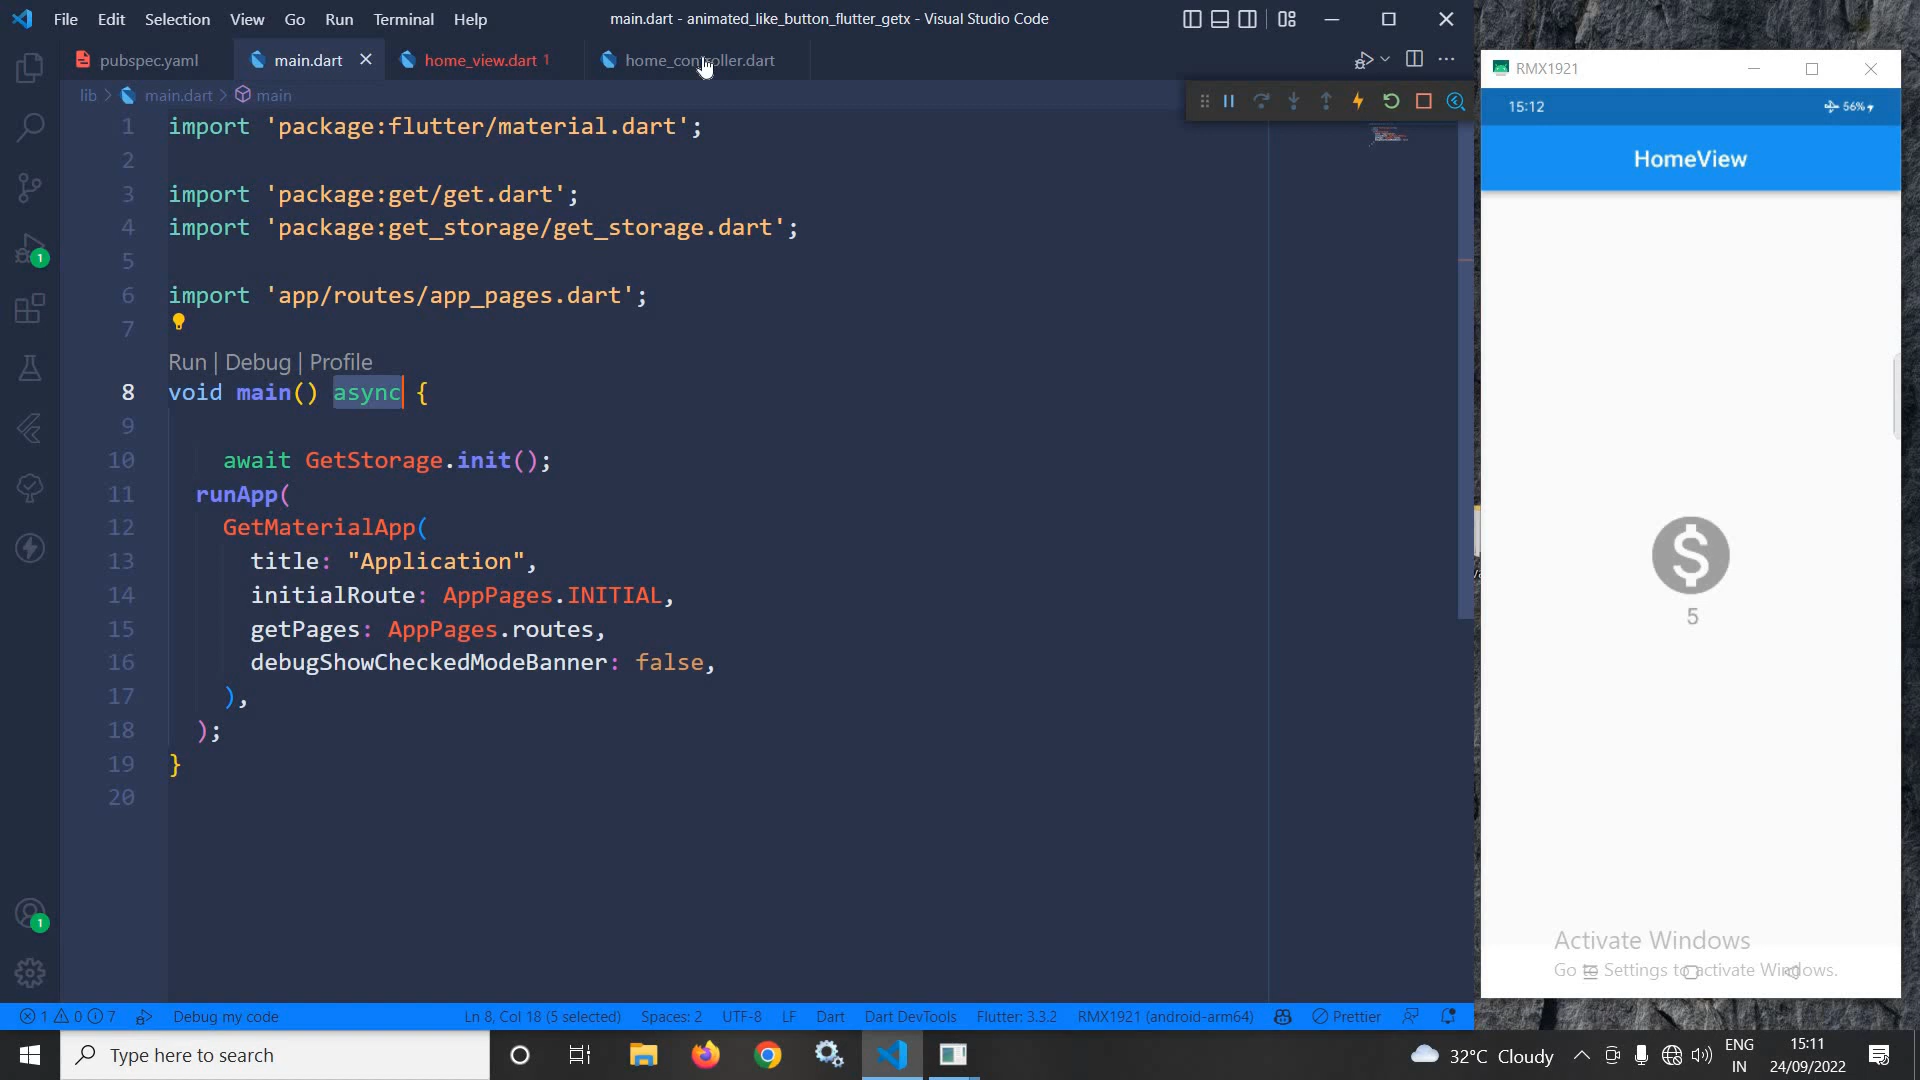 File Edit Selection View Go Run Terminal Help
main.dart - animated_like_button_flutter_getx - Visual Studio Code
pubspec.yaml
main.dart
home_view.dart 1
home_controller.dart
lib > main.dart > main
1 import 'package:flutter/material.dart';
2
3 import 'package:get/get.dart';
4 import 'package:get_storage/get_storage.dart';
5
6 import 'app/routes/app_pages.dart';
7
Run | Debug | Profile
8 void main() async {
9
10 await GetStorage.init();
11 runApp(
12 GetMaterialApp(
13 title: "Application",
14 initialRoute: AppPages.INITIAL,
15 getPages: AppPages.routes,
16 debugShowCheckedModeBanner: false,
17 ),
18 );
19 }
20
1
1
RMX1921
15:12
56%
HomeView
$
5
Activate Windows
Go to Settings to activate Windows.
1 0 7 Debug my code
Ln 8, Col 18 (5 selected) Spaces: 2 UTF-8 LF Dart Dart DevTools Flutter: 3.3.2 RMX1921 (android-arm64) Prettier
Type here to search
32°C Cloudy
ENG
IN
15:11
24/09/2022